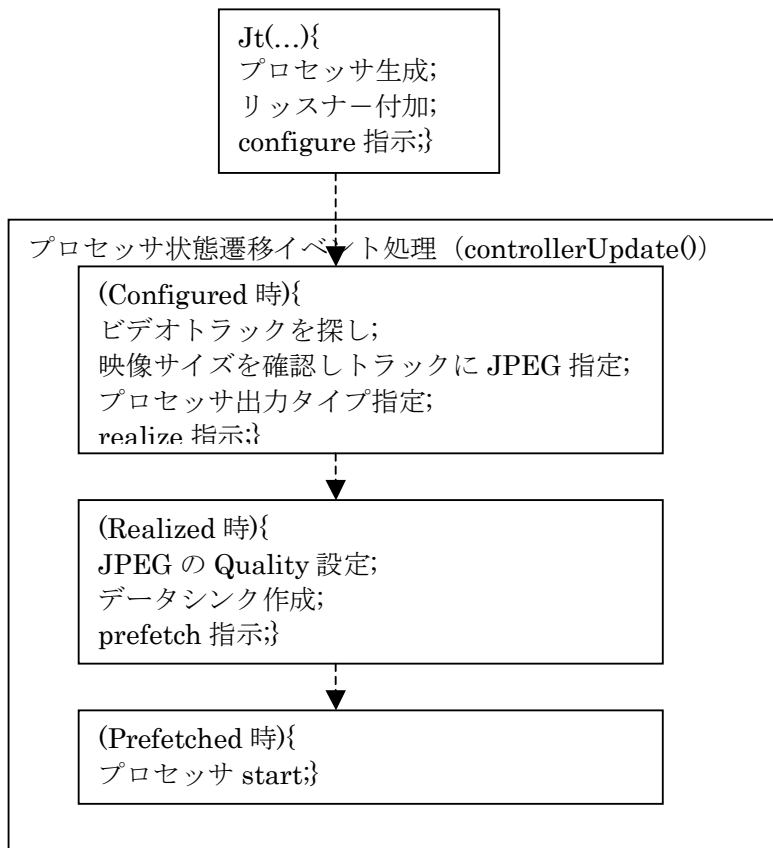 Jt(…){
プロセッサ生成;
リッスナー付加;
configure 指示;}
プロセッサ状態遷移イベント処理（controllerUpdate()）
(Configured 時){
ビデオトラックを探し;
映像サイズを確認しトラックに JPEG 指定;
プロセッサ出力タイプ指定;
realize 指示;}
(Realized 時){
JPEG の Quality 設定;
データシンク作成;
prefetch 指示;}
(Prefetched 時){
プロセッサ start;}